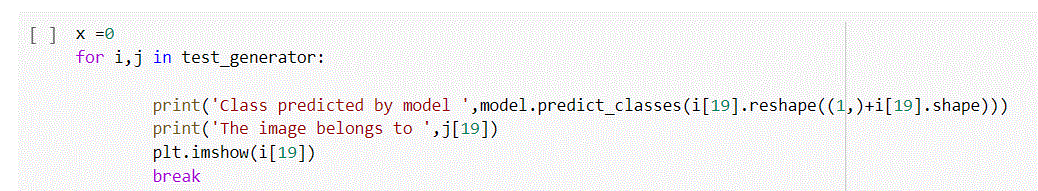 [ ] x =0
for i,j in test_generator:
print('Class predicted by model ',model.predict_classes(i[19].reshape((1,)+i[19].shape)))
print('The image belongs to ',j[19])
plt.imshow(i[19])
break